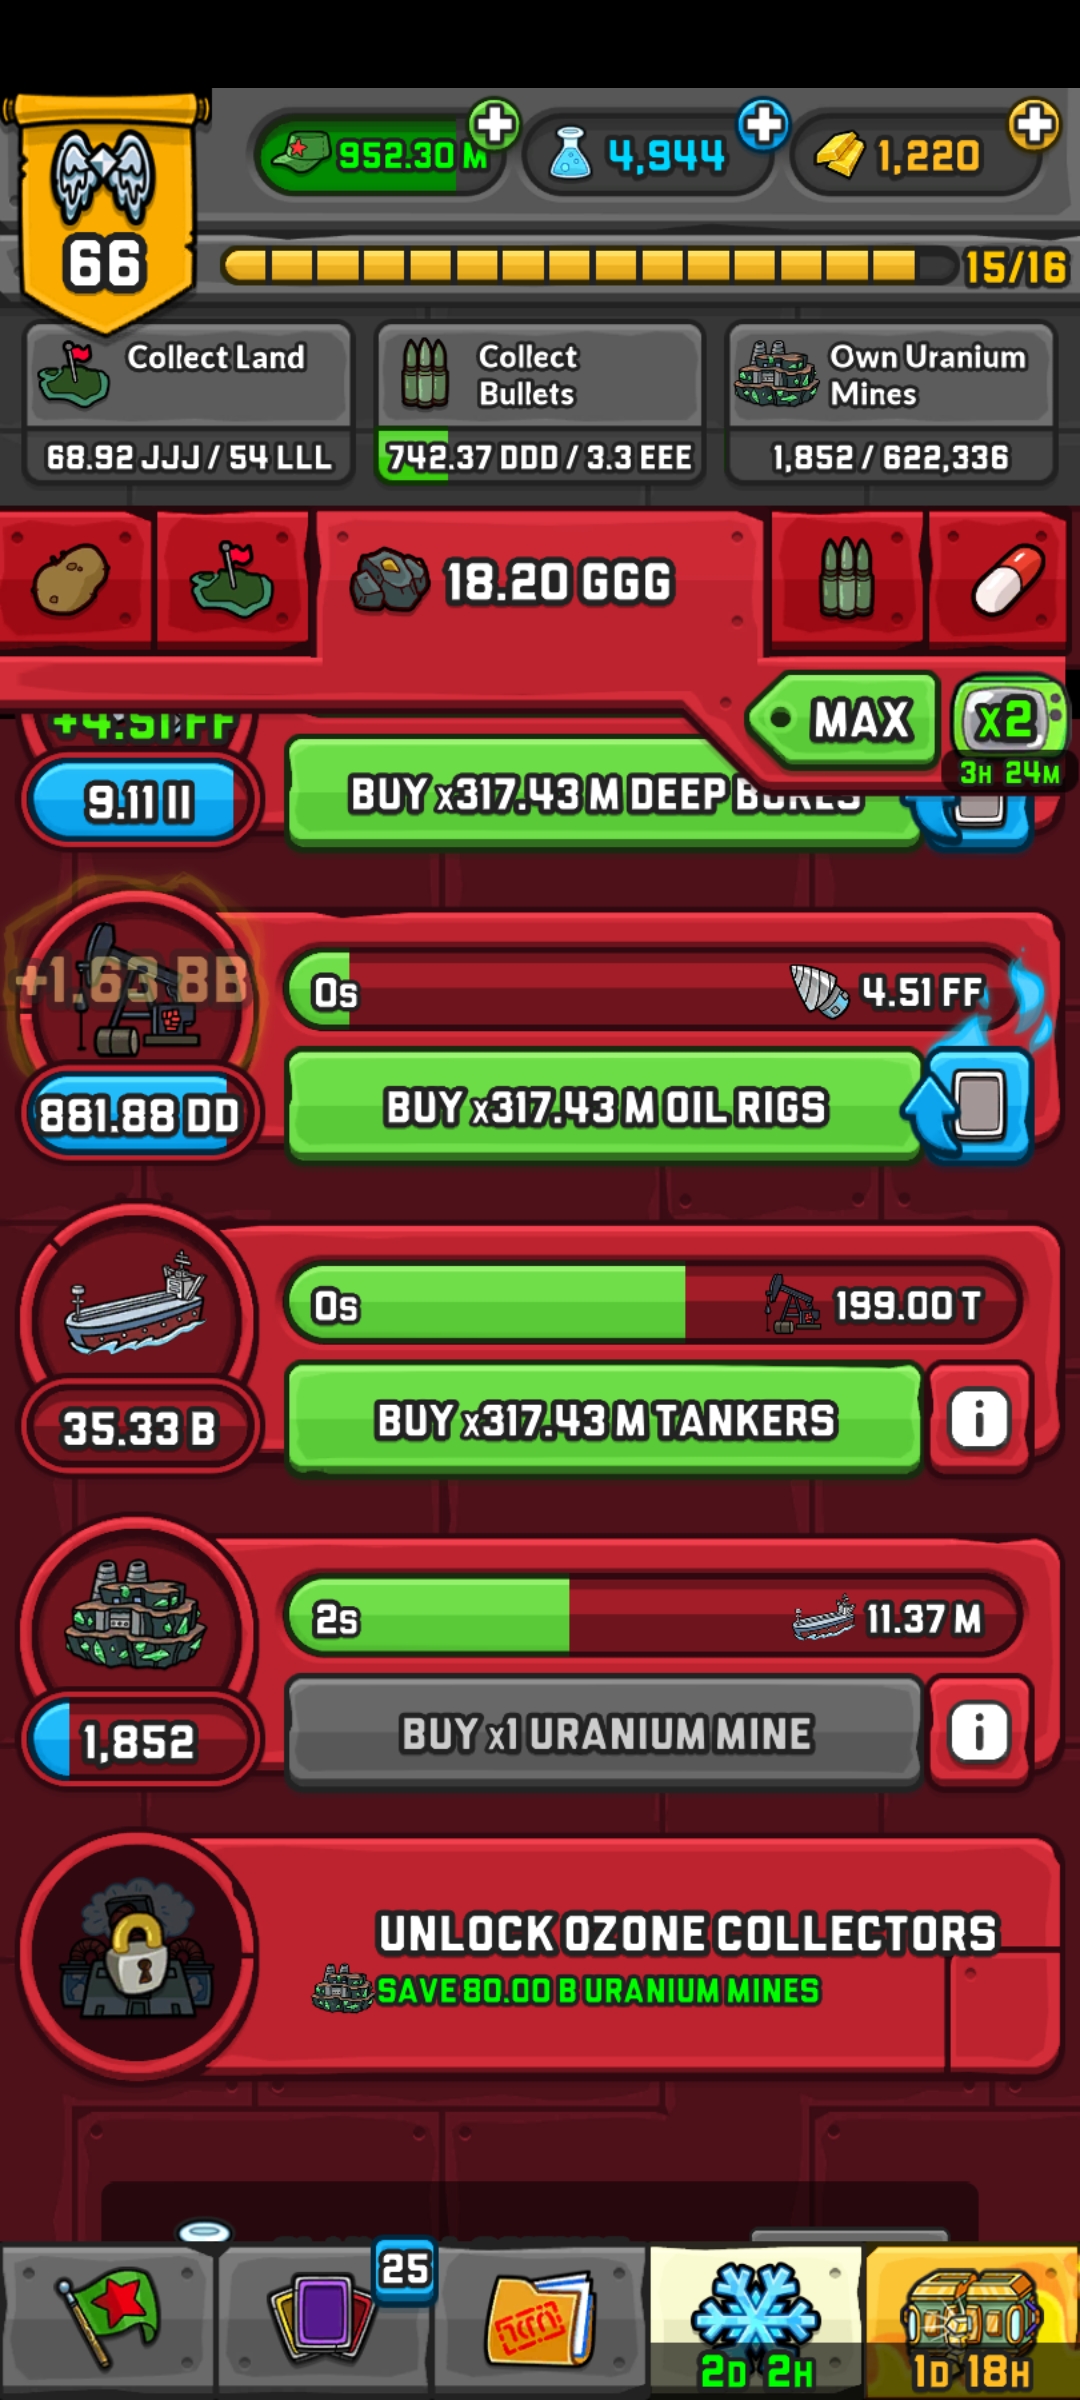 952.30 M
4,944
1,220
66
15/16
Collect Land
68.92 JJJ / 54 LLL
Collect
Bullets
742.37 DDD / 3.3 EEE
Own Uranium
Mines
1,852 / 622,336
18.20 GGG
MAX
x2
3H 24M
+4.51 FF
9.11 II
BUY x317.43 M DEEP BORES
+1.63 BB
881.88 DD
0s
4.51 FF
BUY x317.43 M OIL RIGS
35.33 B
0s
199.00 T
BUY x317.43 M TANKERS
i
1,852
2s
11.37 M
BUY x1 URANIUM MINE
i
UNLOCK OZONE COLLECTORS
SAVE 80.00 B URANIUM MINES
25
2D 2H
1D 18H